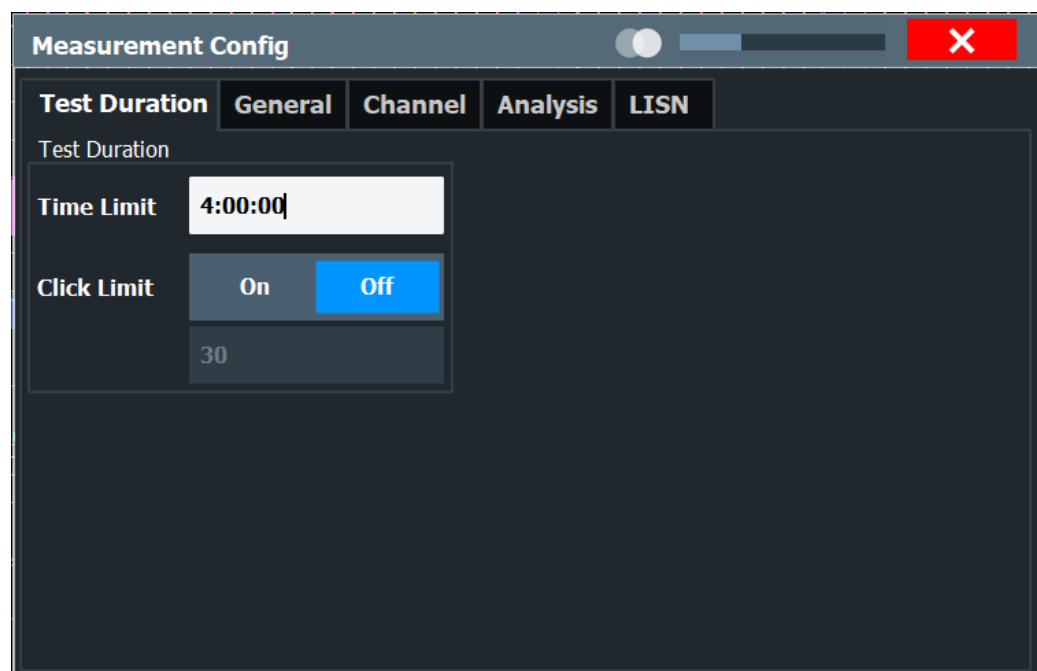 Measurement Config
Test Duration General Channel Analysis LISN
Test Duration
Time Limit 4:00:00
Click Limit On Off
30